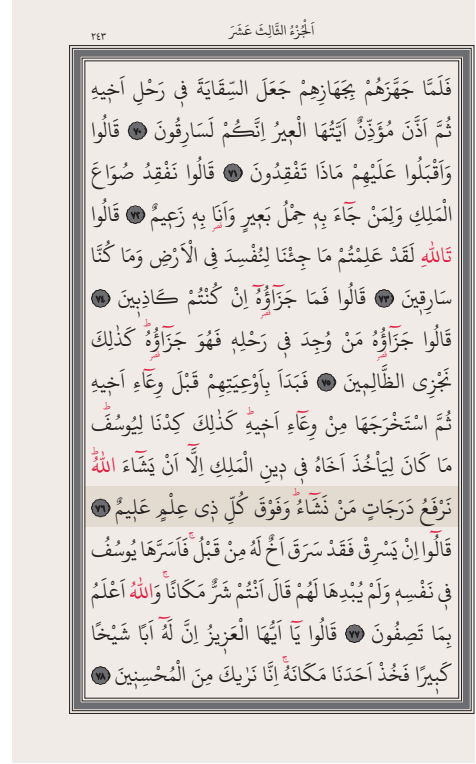 اَلْجُزْءُ الثَّالِثَ عَشَرَ
٢٤٣
فَلَمَّا جَهَّزَهُمْ بِجَهَازِهِمْ جَعَلَ السِّقَايَةَ ف۪ي رَحْلِ اَخ۪يهِ
ثُمَّ اَذَّنَ مُؤَذِّنٌ اَيَّتُهَا الْع۪يرُ اِنَّكُمْ لَسَارِقُونَ ﴿٧٠﴾ قَالُوا
وَاَقْبَلُوا عَلَيْهِمْ مَاذَا تَفْقِدُونَ ﴿٧١﴾ قَالُوا نَفْقِدُ صُوَاعَ
الْمَلِكِ وَلِمَنْ جَٓاءَ بِه۪ حِمْلُ بَع۪يرٍ وَاَنَا۬ بِه۪ زَع۪يمٌ ﴿٧٢﴾ قَالُوا
تَاللّٰهِ لَقَدْ عَلِمْتُمْ مَا جِئْنَا لِنُفْسِدَ فِي الْاَرْضِ وَمَا كُنَّا
سَارِق۪ينَ ﴿٧٣﴾ قَالُوا فَمَا جَزَٓاؤُ۬هُٓ اِنْ كُنْتُمْ كَاذِب۪ينَ ﴿٧٤﴾
قَالُوا جَزَٓاؤُ۬هُ مَنْ وُجِدَ ف۪ي رَحْلِه۪ فَهُوَ جَزَٓاؤُ۬هُۜ كَذٰلِكَ
نَجْزِي الظَّالِم۪ينَ ﴿٧٥﴾ فَبَدَاَ بِاَوْعِيَتِهِمْ قَبْلَ وِعَٓاءِ اَخ۪يهِ
ثُمَّ اسْتَخْرَجَهَا مِنْ وِعَٓاءِ اَخ۪يهِۜ كَذٰلِكَ كِدْنَا لِيُوسُفَۜ
مَا كَانَ لِيَأْخُذَ اَخَاهُ ف۪ي د۪ينِ الْمَلِكِ اِلَّٓا اَنْ يَشَٓاءَ اللّٰهُۜ
نَرْفَعُ دَرَجَاتٍ مَنْ نَشَٓاءُۜ وَفَوْقَ كُلِّ ذ۪ي عِلْمٍ عَل۪يمٌ ﴿٧٦﴾
قَالُٓوا اِنْ يَسْرِقْ فَقَدْ سَرَقَ اَخٌ لَهُ مِنْ قَبْلُۚ فَاَسَرَّهَا يُوسُفُ
ف۪ي نَفْسِه۪ وَلَمْ يُبْدِهَا لَهُمْۚ قَالَ اَنْتُمْ شَرٌّ مَكَانًاۚ وَاللّٰهُ اَعْلَمُ
بِمَا تَصِفُونَ ﴿٧٧﴾ قَالُوا يَٓا اَيُّهَا الْعَز۪يزُ اِنَّ لَهُٓ اَبًا شَيْخًا
كَب۪يرًا فَخُذْ اَحَدَنَا مَكَانَهُۚ اِنَّا نَرٰيكَ مِنَ الْمُحْسِن۪ينَ ﴿٧٨﴾